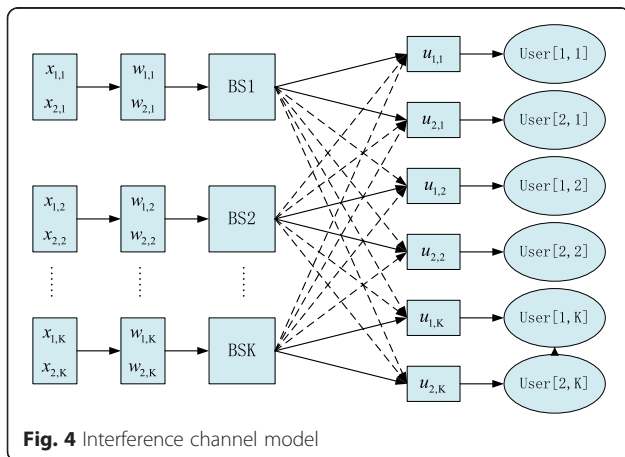 x1,1 w1,1 BS1 u1,1 User[1,1]
x2,1 w2,1 u2,1 User[2,1]
x1,2 w1,2 BS2 u1,2 User[1,2]
x2,2 w2,2 u2,2 User[2,2]
x1,K w1,K BSK u1,K User[1,K]
x2,K w2,K u2,K User[2,K]
Fig. 4 Interference channel model